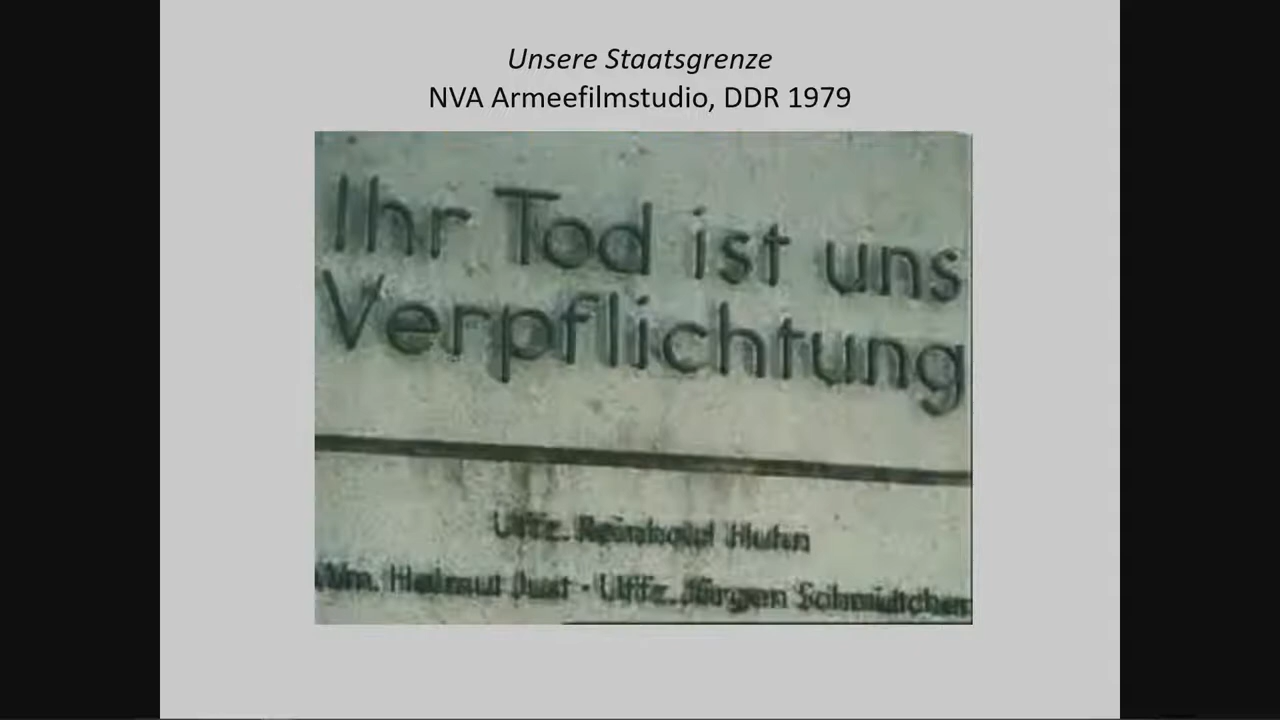 Unsere Staatsgrenze
NVA Armeefilmstudio, DDR 1979
Ihr Tod ist uns
Verpflichtung
Uffz. Reinhold Huhn
Wm. Helmut Just - Uffz. Jürgen Schmidtchen